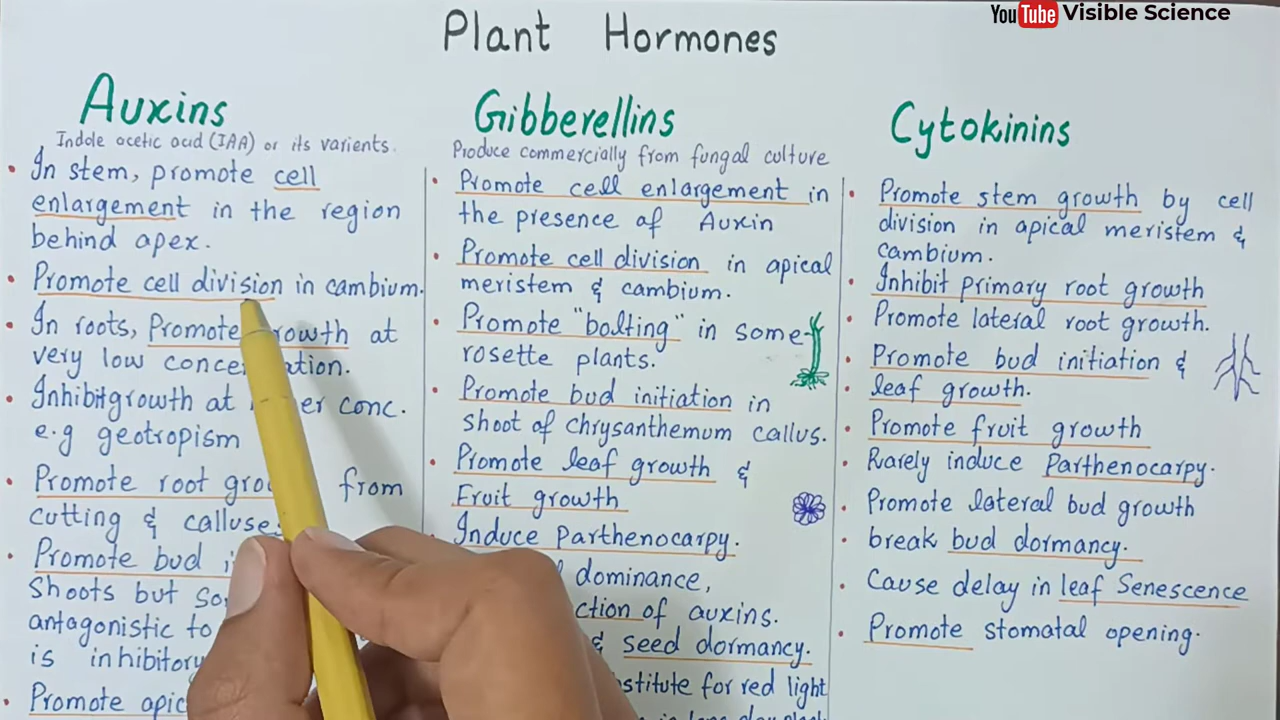 YouTube Visible Science
Plant Hormones
Auxins
Indole acetic acid (IAA) or its varients.
• In stem, promote cell
enlargement in the region
behind apex.
• Promote cell division in cambium.
• In roots, Promote growth at
very low
• Inhibit growth at conc.
e.g geotropism
• Promote root from
cutting & calluses
• Promote bud
Shoots but
antagonistic to
is inhibitory
• Promote
Gibberellins
Produce commercially from fungal culture
• Promote cell enlargement in
the presence of Auxin
• Promote cell division in apical
meristem & cambium.
• Promote "bolting" in some
rosette plants.
• Promote bud initiation in
shoot of chrysanthemum callus.
• Promote leaf growth &
Fruit growth
• Induce Parthenocarpy.
dominance,
of auxins.
& seed dormancy.
for red light
in
Cytokinins
• Promote stem growth by cell
division in apical meristem &
cambium.
• Inhibit primary root growth
• Promote lateral root growth.
• Promote bud initiation &
• leaf growth.
• Promote fruit growth
• Rarely induce Parthenocarpy.
• Promote lateral bud growth
• break bud dormancy.
• Cause delay in leaf Senescence
• Promote stomatal opening.